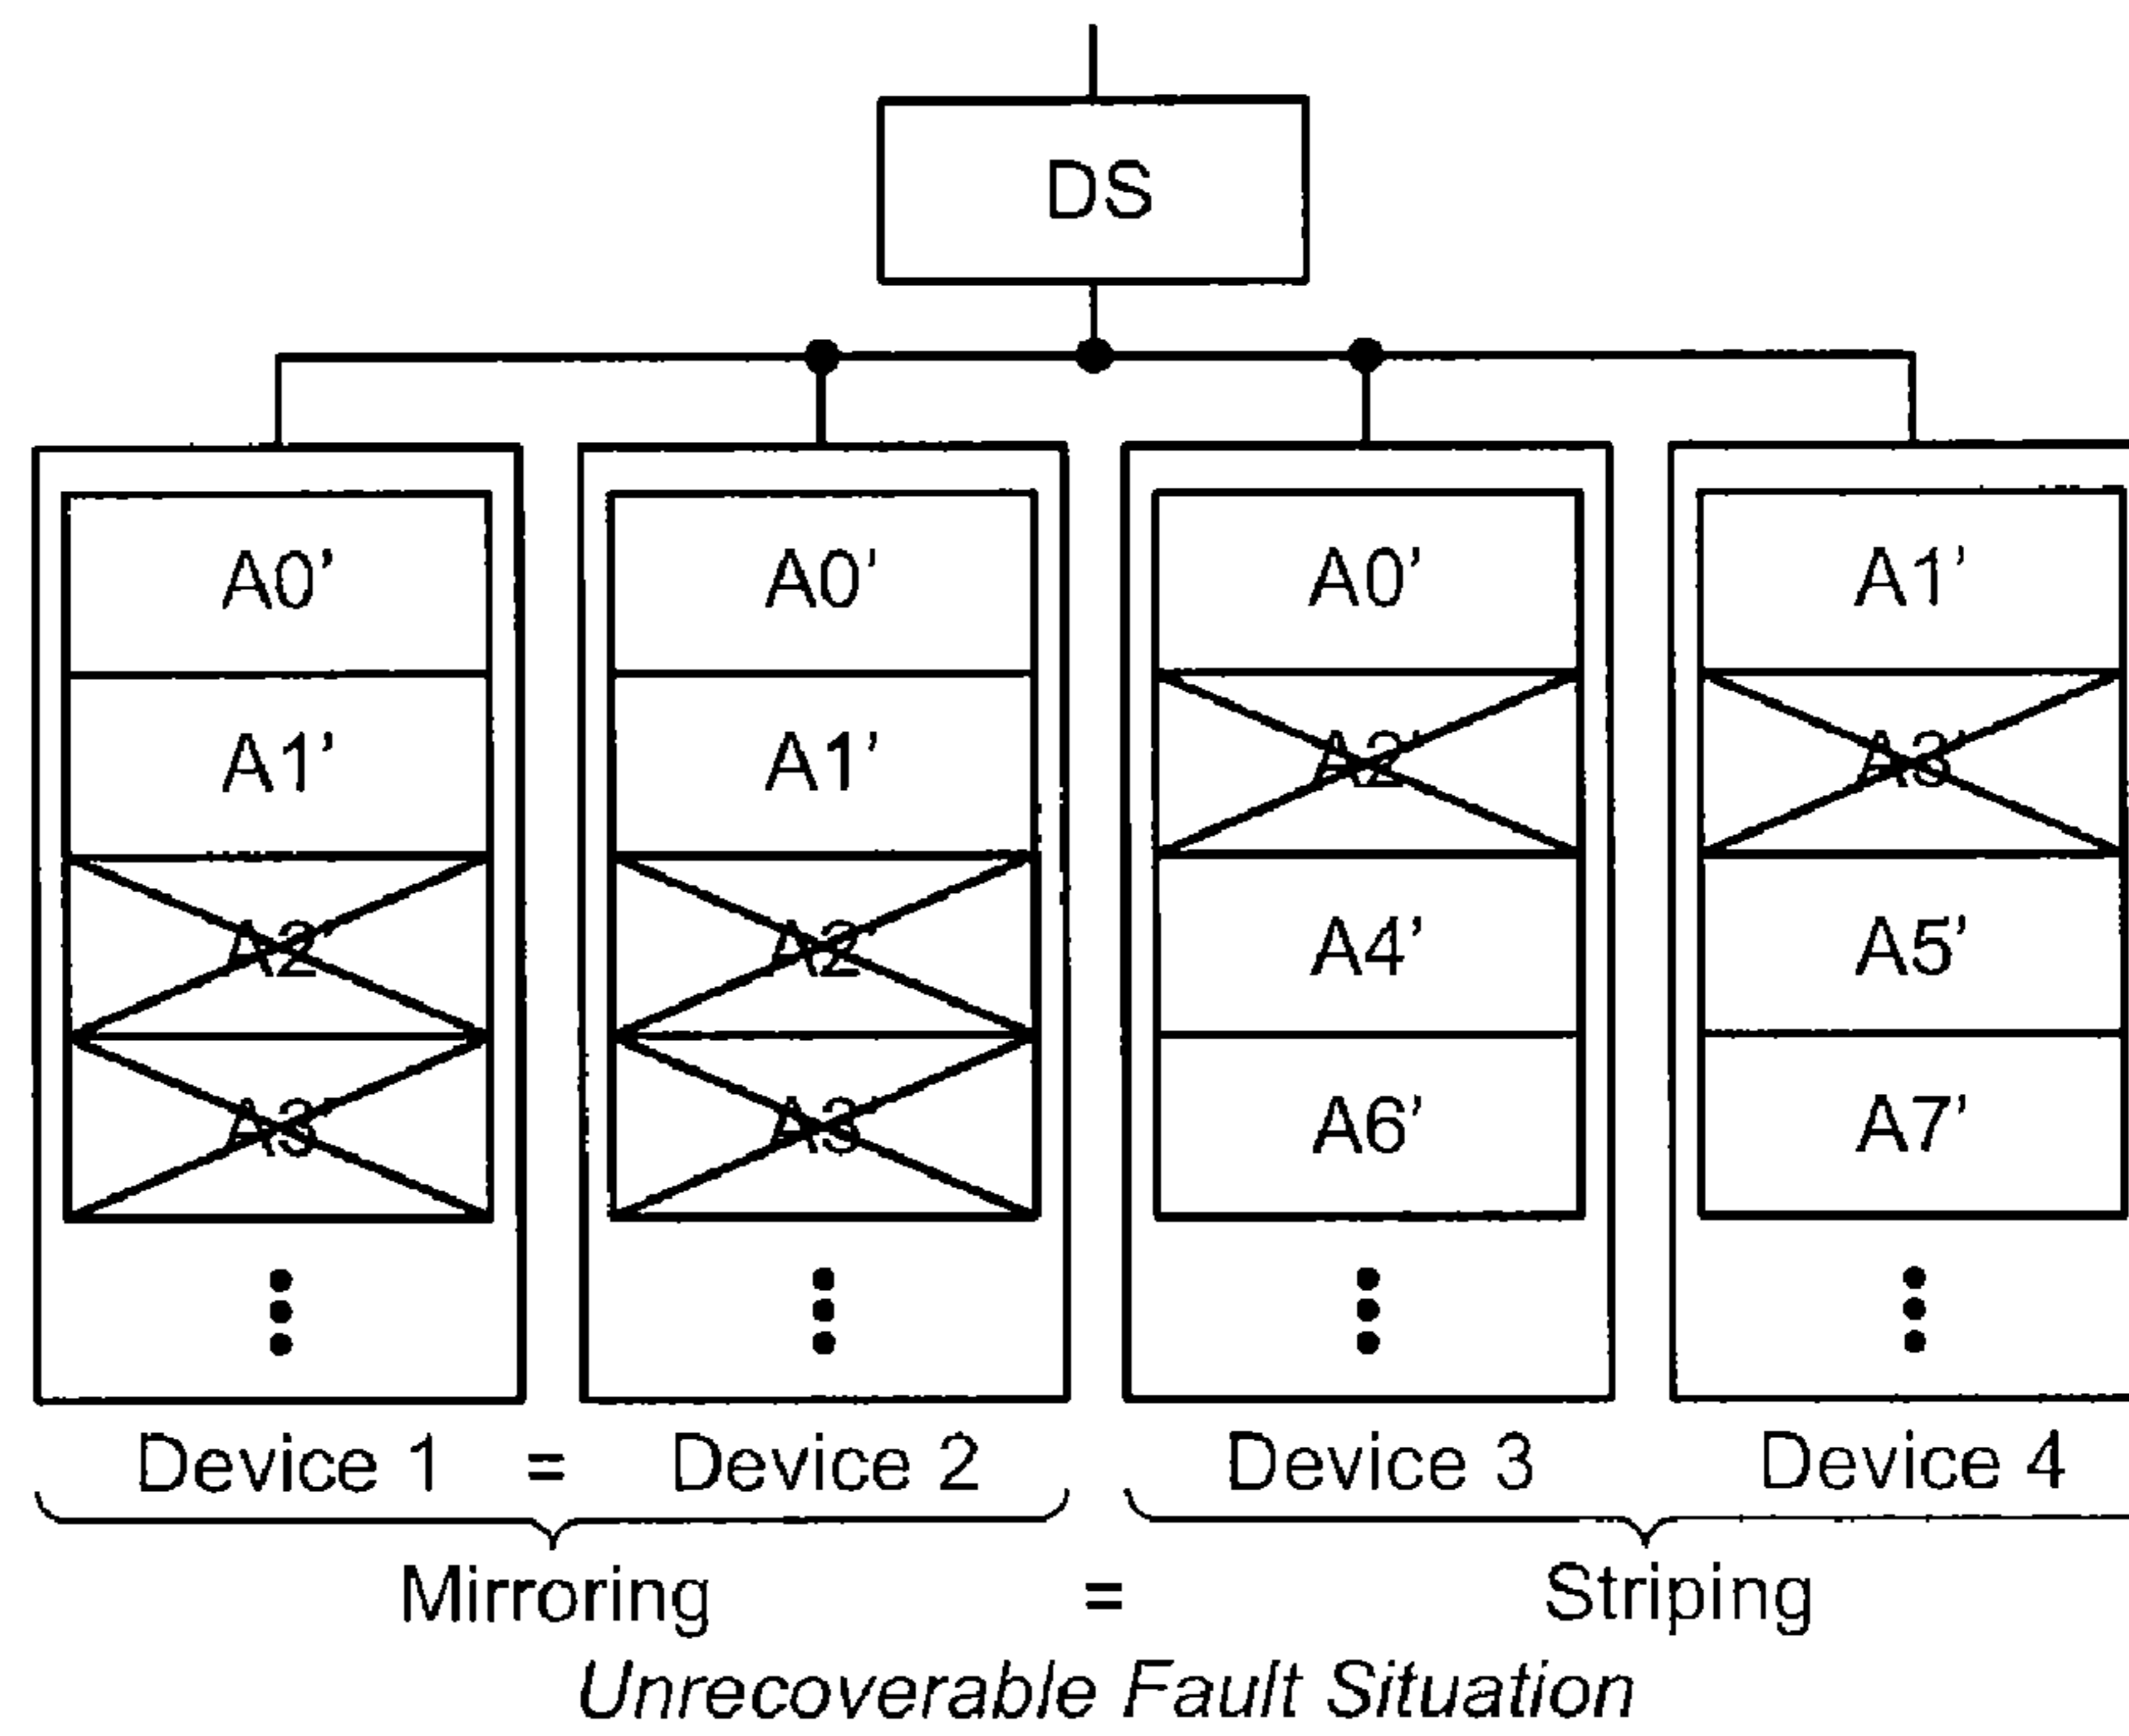 DS
A0' A0' A0' A1'
A1' A1' A2' A3'
A2' A2' A4' A5'
A3' A3' A6' A7'
Device 1 = Device 2 Device 3 Device 4
Mirroring = Striping
Unrecoverable Fault Situation